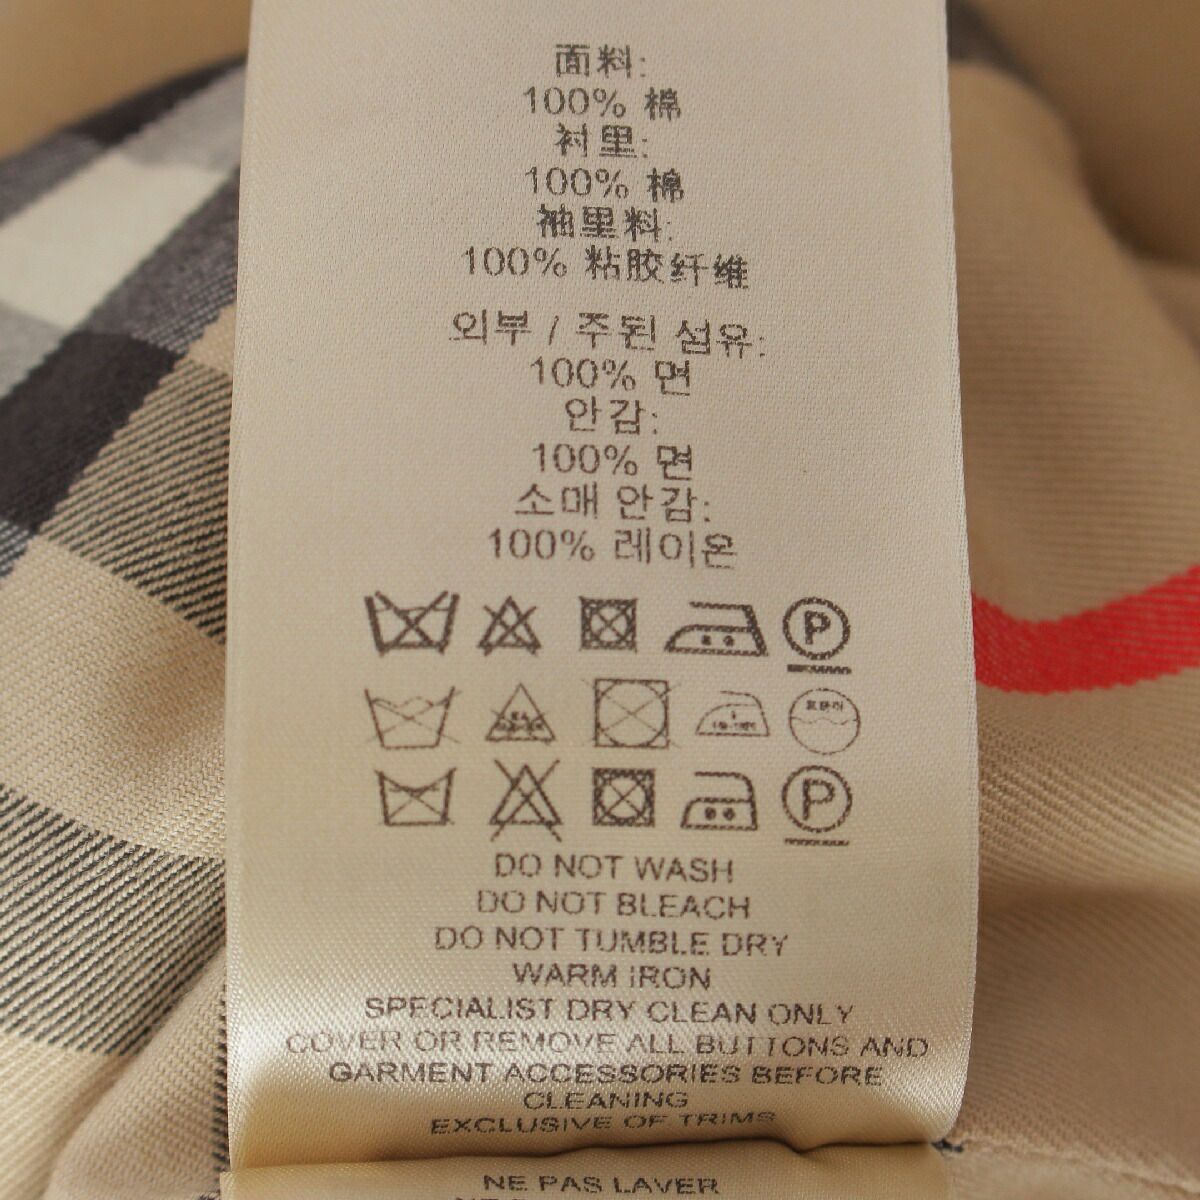 面料:
100% 棉
衬里:
100% 棉
袖里料:
100% 粘胶纤维
외부 / 주된 섬유:
100% 면
안감:
100% 면
소매 안감:
100% 레이온
P
드라이
P
DO NOT WASH
DO NOT BLEACH
DO NOT TUMBLE DRY
WARM IRON
SPECIALIST DRY CLEAN ONLY
COVER OR REMOVE ALL BUTTONS AND
GARMENT ACCESSORIES BEFORE
CLEANING
EXCLUSIVE OF TRIMS
NE PAS LAVER